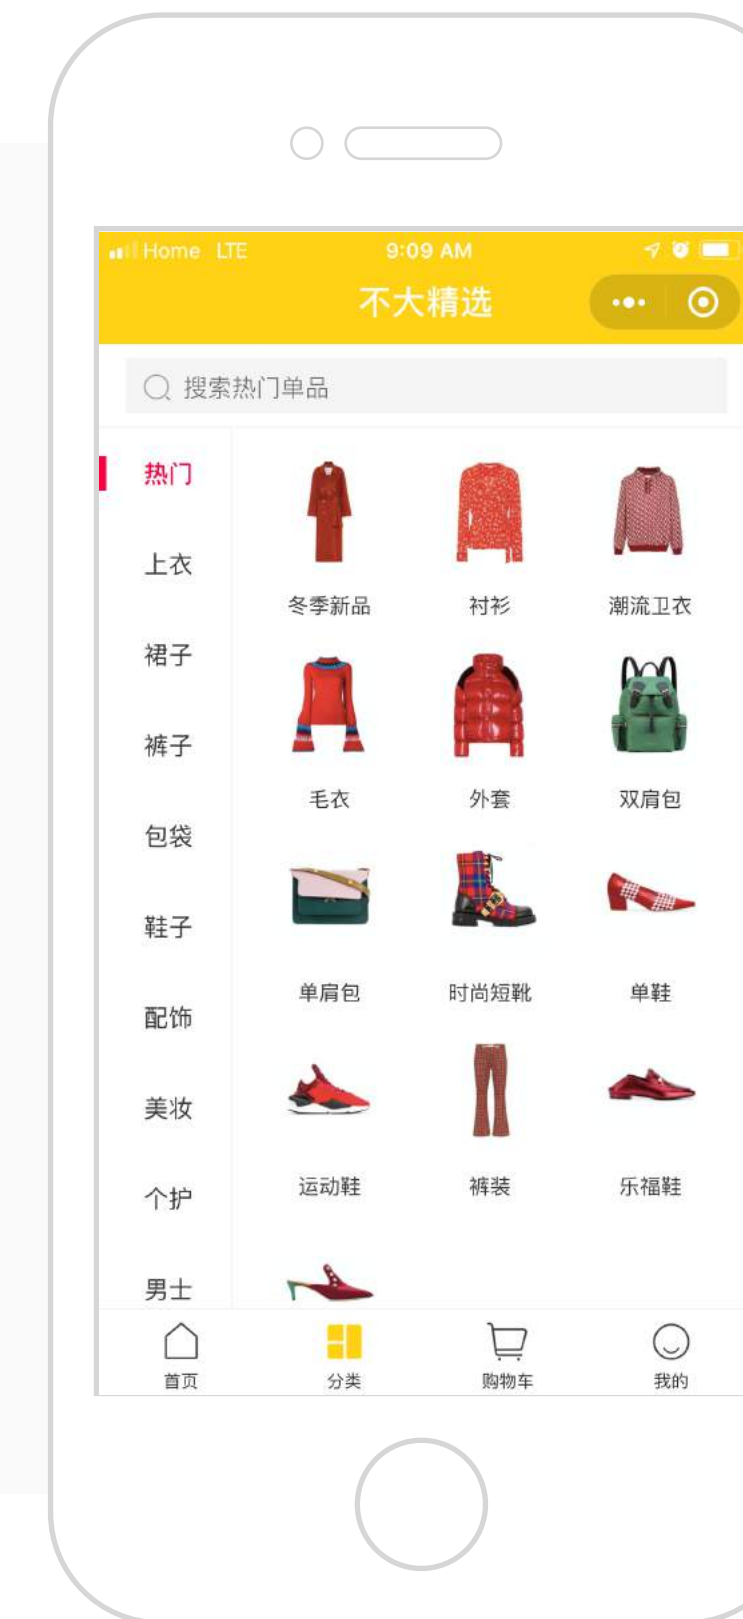 Home LTE 9:09 AM
不大精选
搜索热门单品
热门
上衣
裙子
裤子
包袋
鞋子
配饰
美妆
个护
男士
冬季新品 衬衫 潮流卫衣
毛衣 外套 双肩包
单肩包 时尚短靴 单鞋
运动鞋 裤装 乐福鞋
首页 分类 购物车 我的